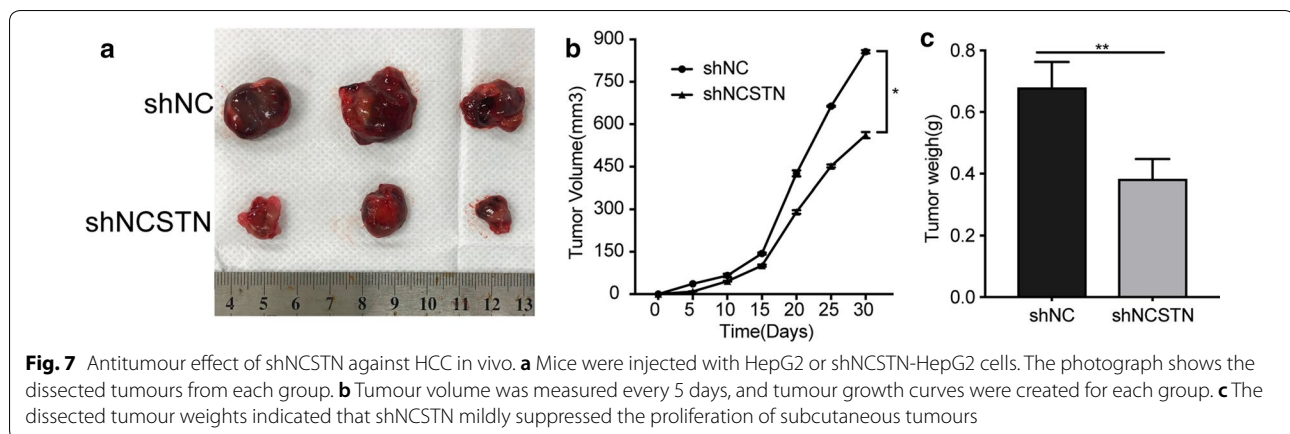 a
shNC
shNCSTN
4 5 6 7 8 9 10 11 12 13
b
900
750
600
450
300
150
0
Tumor Volume(mm3)
shNC
shNCSTN
*
0 5 10 15 20 25 30
Time(Days)
c
0.8
0.6
0.4
0.2
0.0
Tumor weigh(g)
**
shNC shNCSTN
Fig. 7 Antitumour effect of shNCSTN against HCC in vivo. a Mice were injected with HepG2 or shNCSTN-HepG2 cells. The photograph shows the
dissected tumours from each group. b Tumour volume was measured every 5 days, and tumour growth curves were created for each group. c The
dissected tumour weights indicated that shNCSTN mildly suppressed the proliferation of subcutaneous tumours